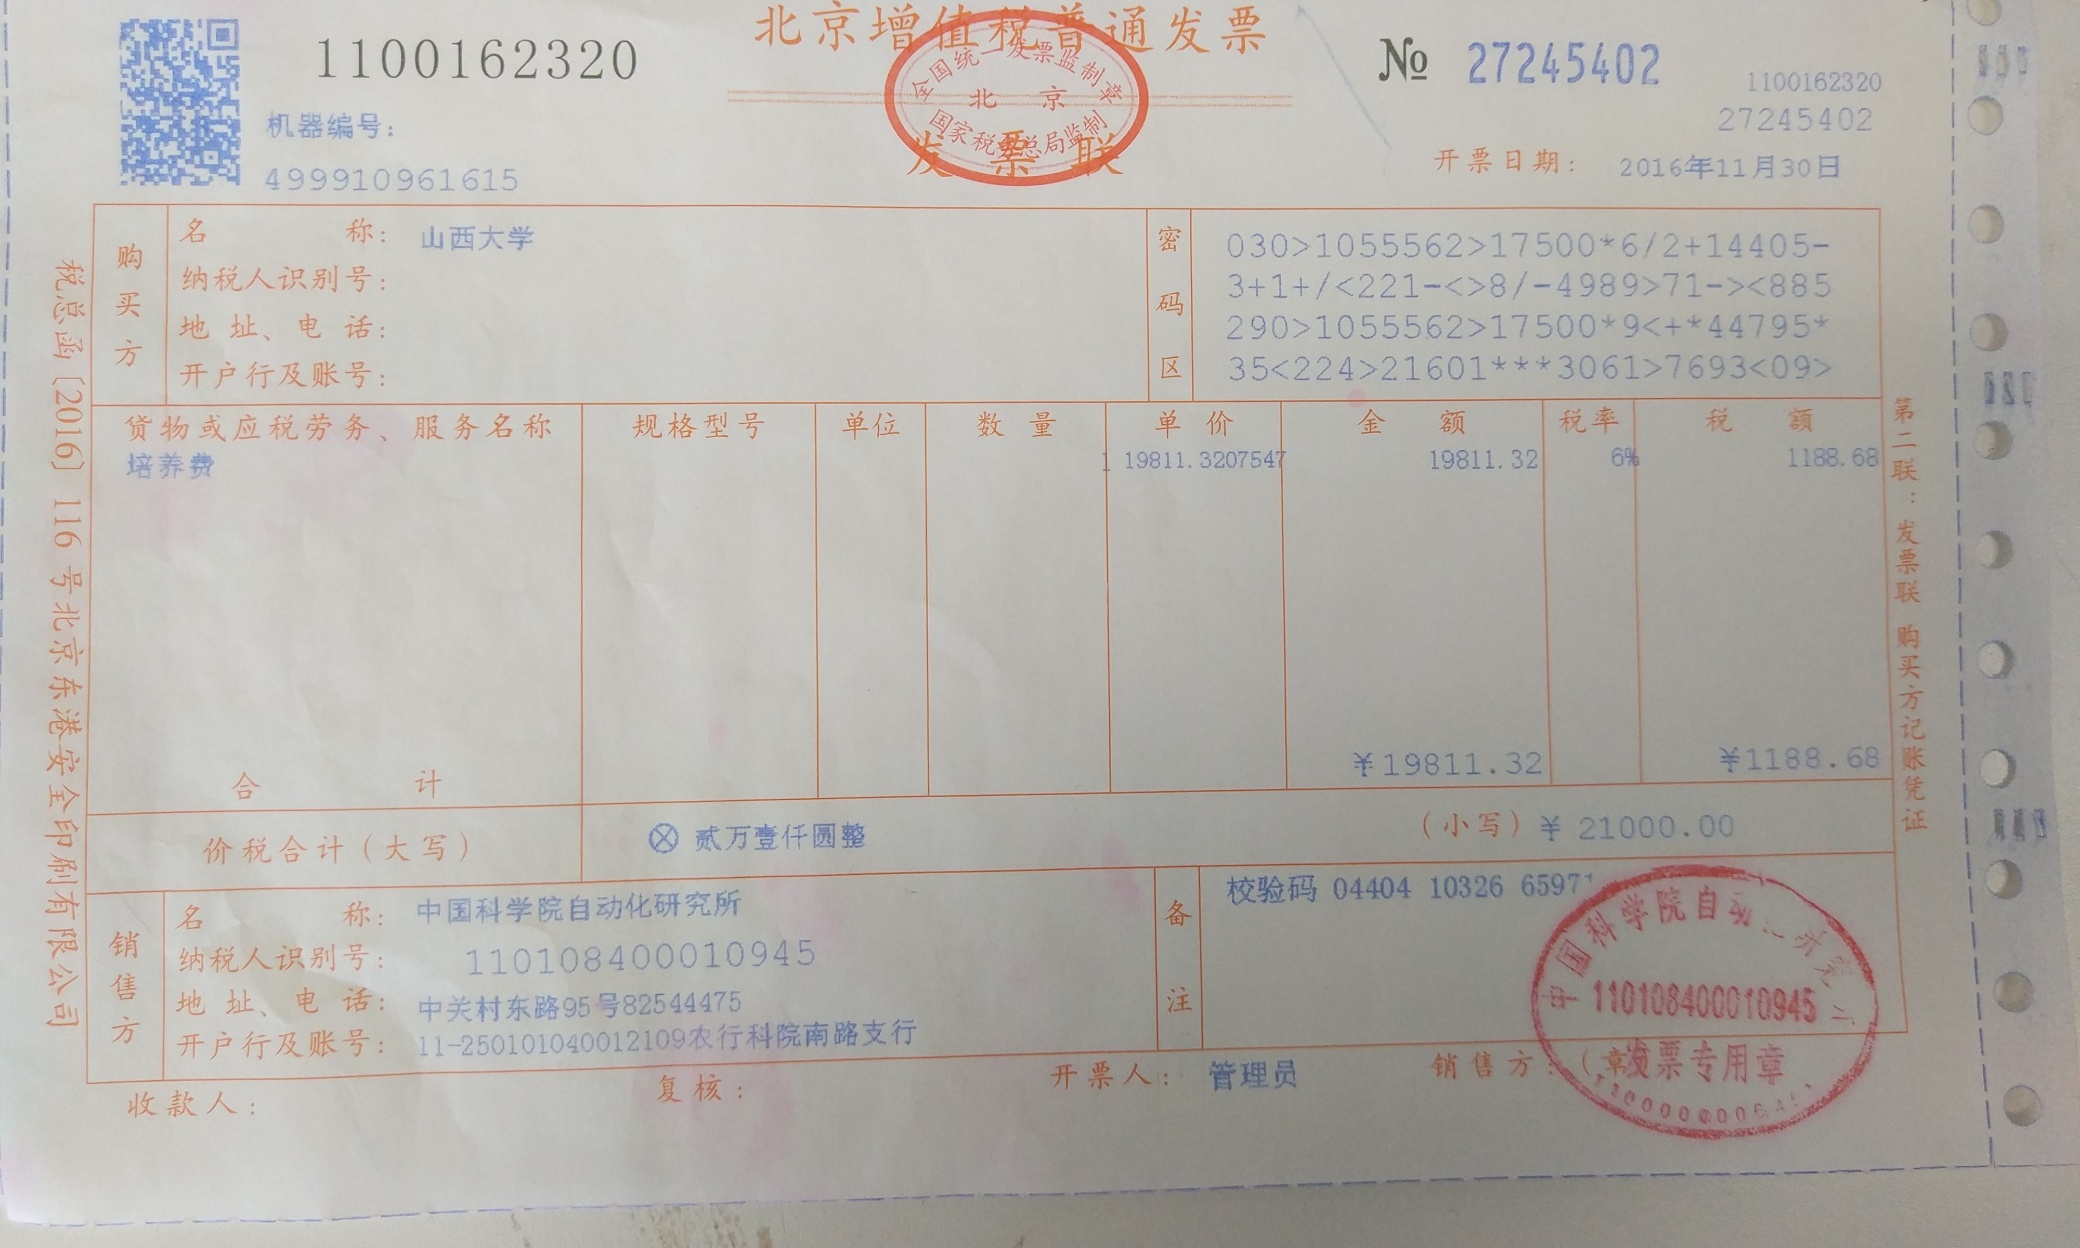 北京增值税普通发票
1100162320
№ 27245402
1100162320
27245402
全国统一发票监制章
北京
国家税务总局监制
发票联
机器编号:
499910961615
开票日期: 2016年11月30日
购买方
名称: 山西大学
纳税人识别号:
地址、电话:
开户行及账号:
密码区
030>1055562>17500*6/2+14405-
3+1+/<221-<>8/-4989>71-><885
290>1055562>17500*9<+*44795*
35<224>21601***3061>7693<09>
货物或应税劳务、服务名称 规格型号 单位 数量 单价 金额 税率 税额
培养费 1 19811.3207547 19811.32 6% 1188.68
合计 ¥19811.32 ¥1188.68
价税合计(大写) ⊗ 贰万壹仟圆整 (小写) ¥ 21000.00
销售方
名称: 中国科学院自动化研究所
纳税人识别号: 110108400010945
地址、电话: 中关村东路95号82544475
开户行及账号: 11-250101040012109农行科院南路支行
备注
校验码 04404 10326 65971
收款人: 复核: 开票人: 管理员 销售方:(章)
中国科学院自动
110108400010945
发票专用章
税总函[2016]116号北京东港安全印刷有限公司
第二联:发票联 购买方记账凭证